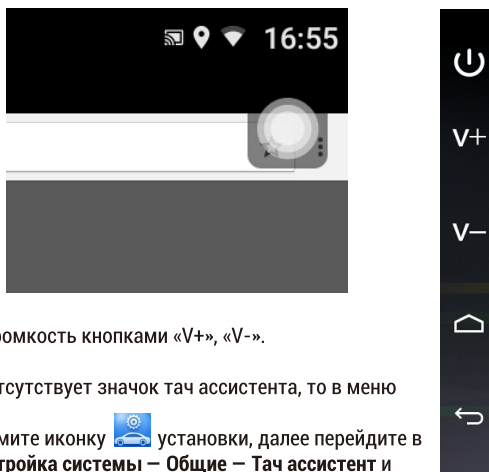 16:55
V+
V−
ромкость кнопками «V+», «V-».
тсутствует значок тач ассистента, то в меню
мите иконку установки, далее перейдите в
тройка системы — Общие — Тач ассистент и